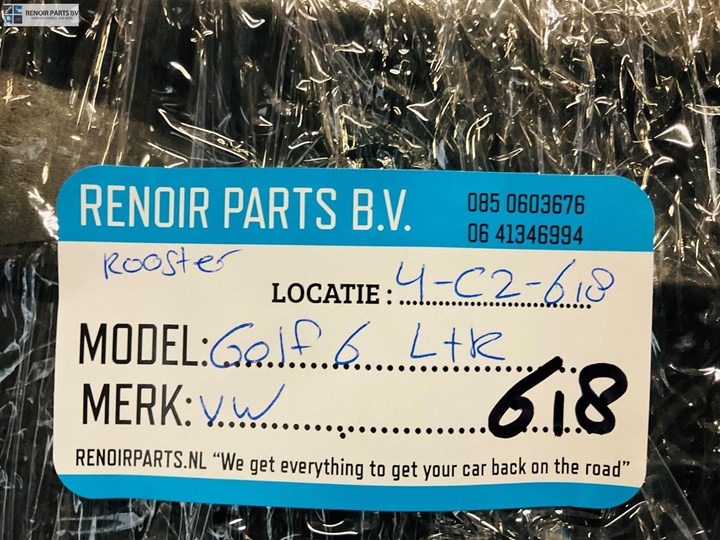 RENOIR PARTS BV
RENOIR PARTS B.V.
085 0603676
06 41346994
Rooster
LOCATIE: 4-C2-618
MODEL: Golf 6 L+R
MERK: VW
618
RENOIRPARTS.NL “We get everything to get your car back on the road”